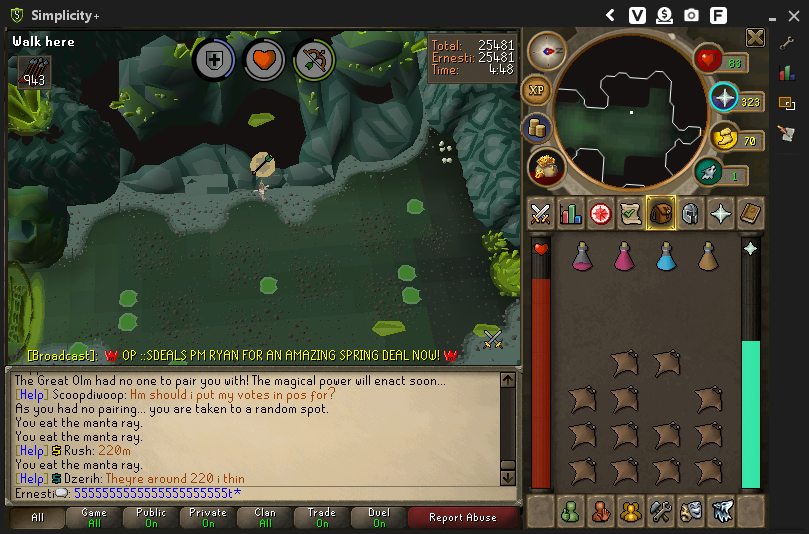 Simplicity+
Walk here
943
Total: 25481
Ernesti: 25481
Time: 4:48
83
XP
323
70
1
[Broadcast]: OP ::SDEALS PM RYAN FOR AN AMAZING SPRING DEAL NOW!
The Great Olm had no one to pair you with! The magical power will enact soon...
[Help] Scoopdiwoop: Hm should i put my votes in pos for?
As you had no pairing... you are taken to a random spot.
You eat the manta ray.
You eat the manta ray.
[Help] Rush: 220m
You eat the manta ray.
[Help] Dzerih: Theyre around 220 i thin
Ernesti: 5555555555555555555555555t*
All
Game
All
Public
On
Private
On
Clan
All
Trade
On
Duel
On
Report Abuse